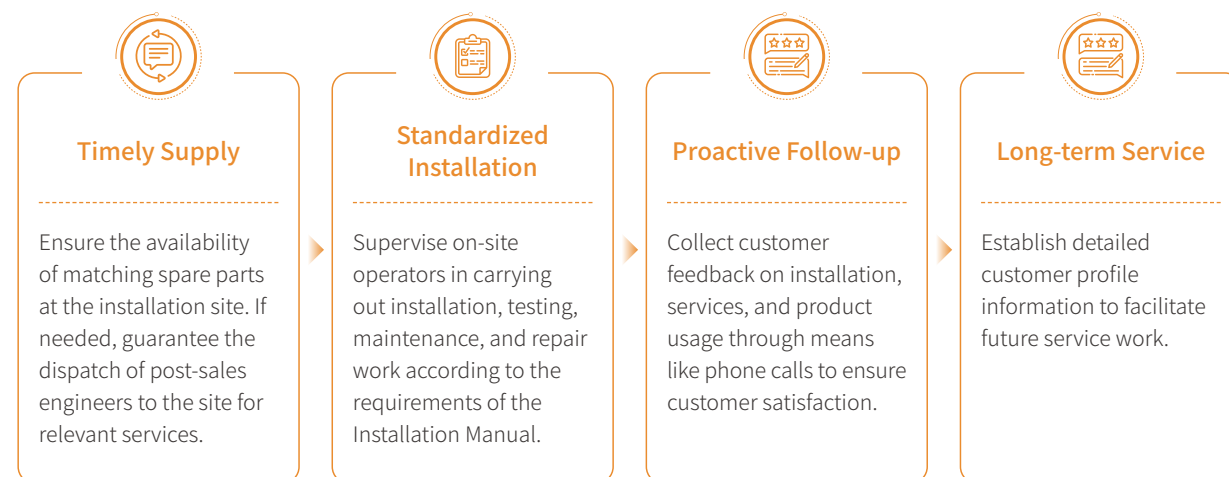 Timely Supply
Ensure the availability
of matching spare parts
at the installation site. If
needed, guarantee the
dispatch of post-sales
engineers to the site for
relevant services.
Standardized
Installation
Supervise on-site
operators in carrying
out installation, testing,
maintenance, and repair
work according to the
requirements of the
Installation Manual.
Proactive Follow-up
Collect customer
feedback on installation,
services, and product
usage through means
like phone calls to ensure
customer satisfaction.
Long-term Service
Establish detailed
customer profile
information to facilitate
future service work.